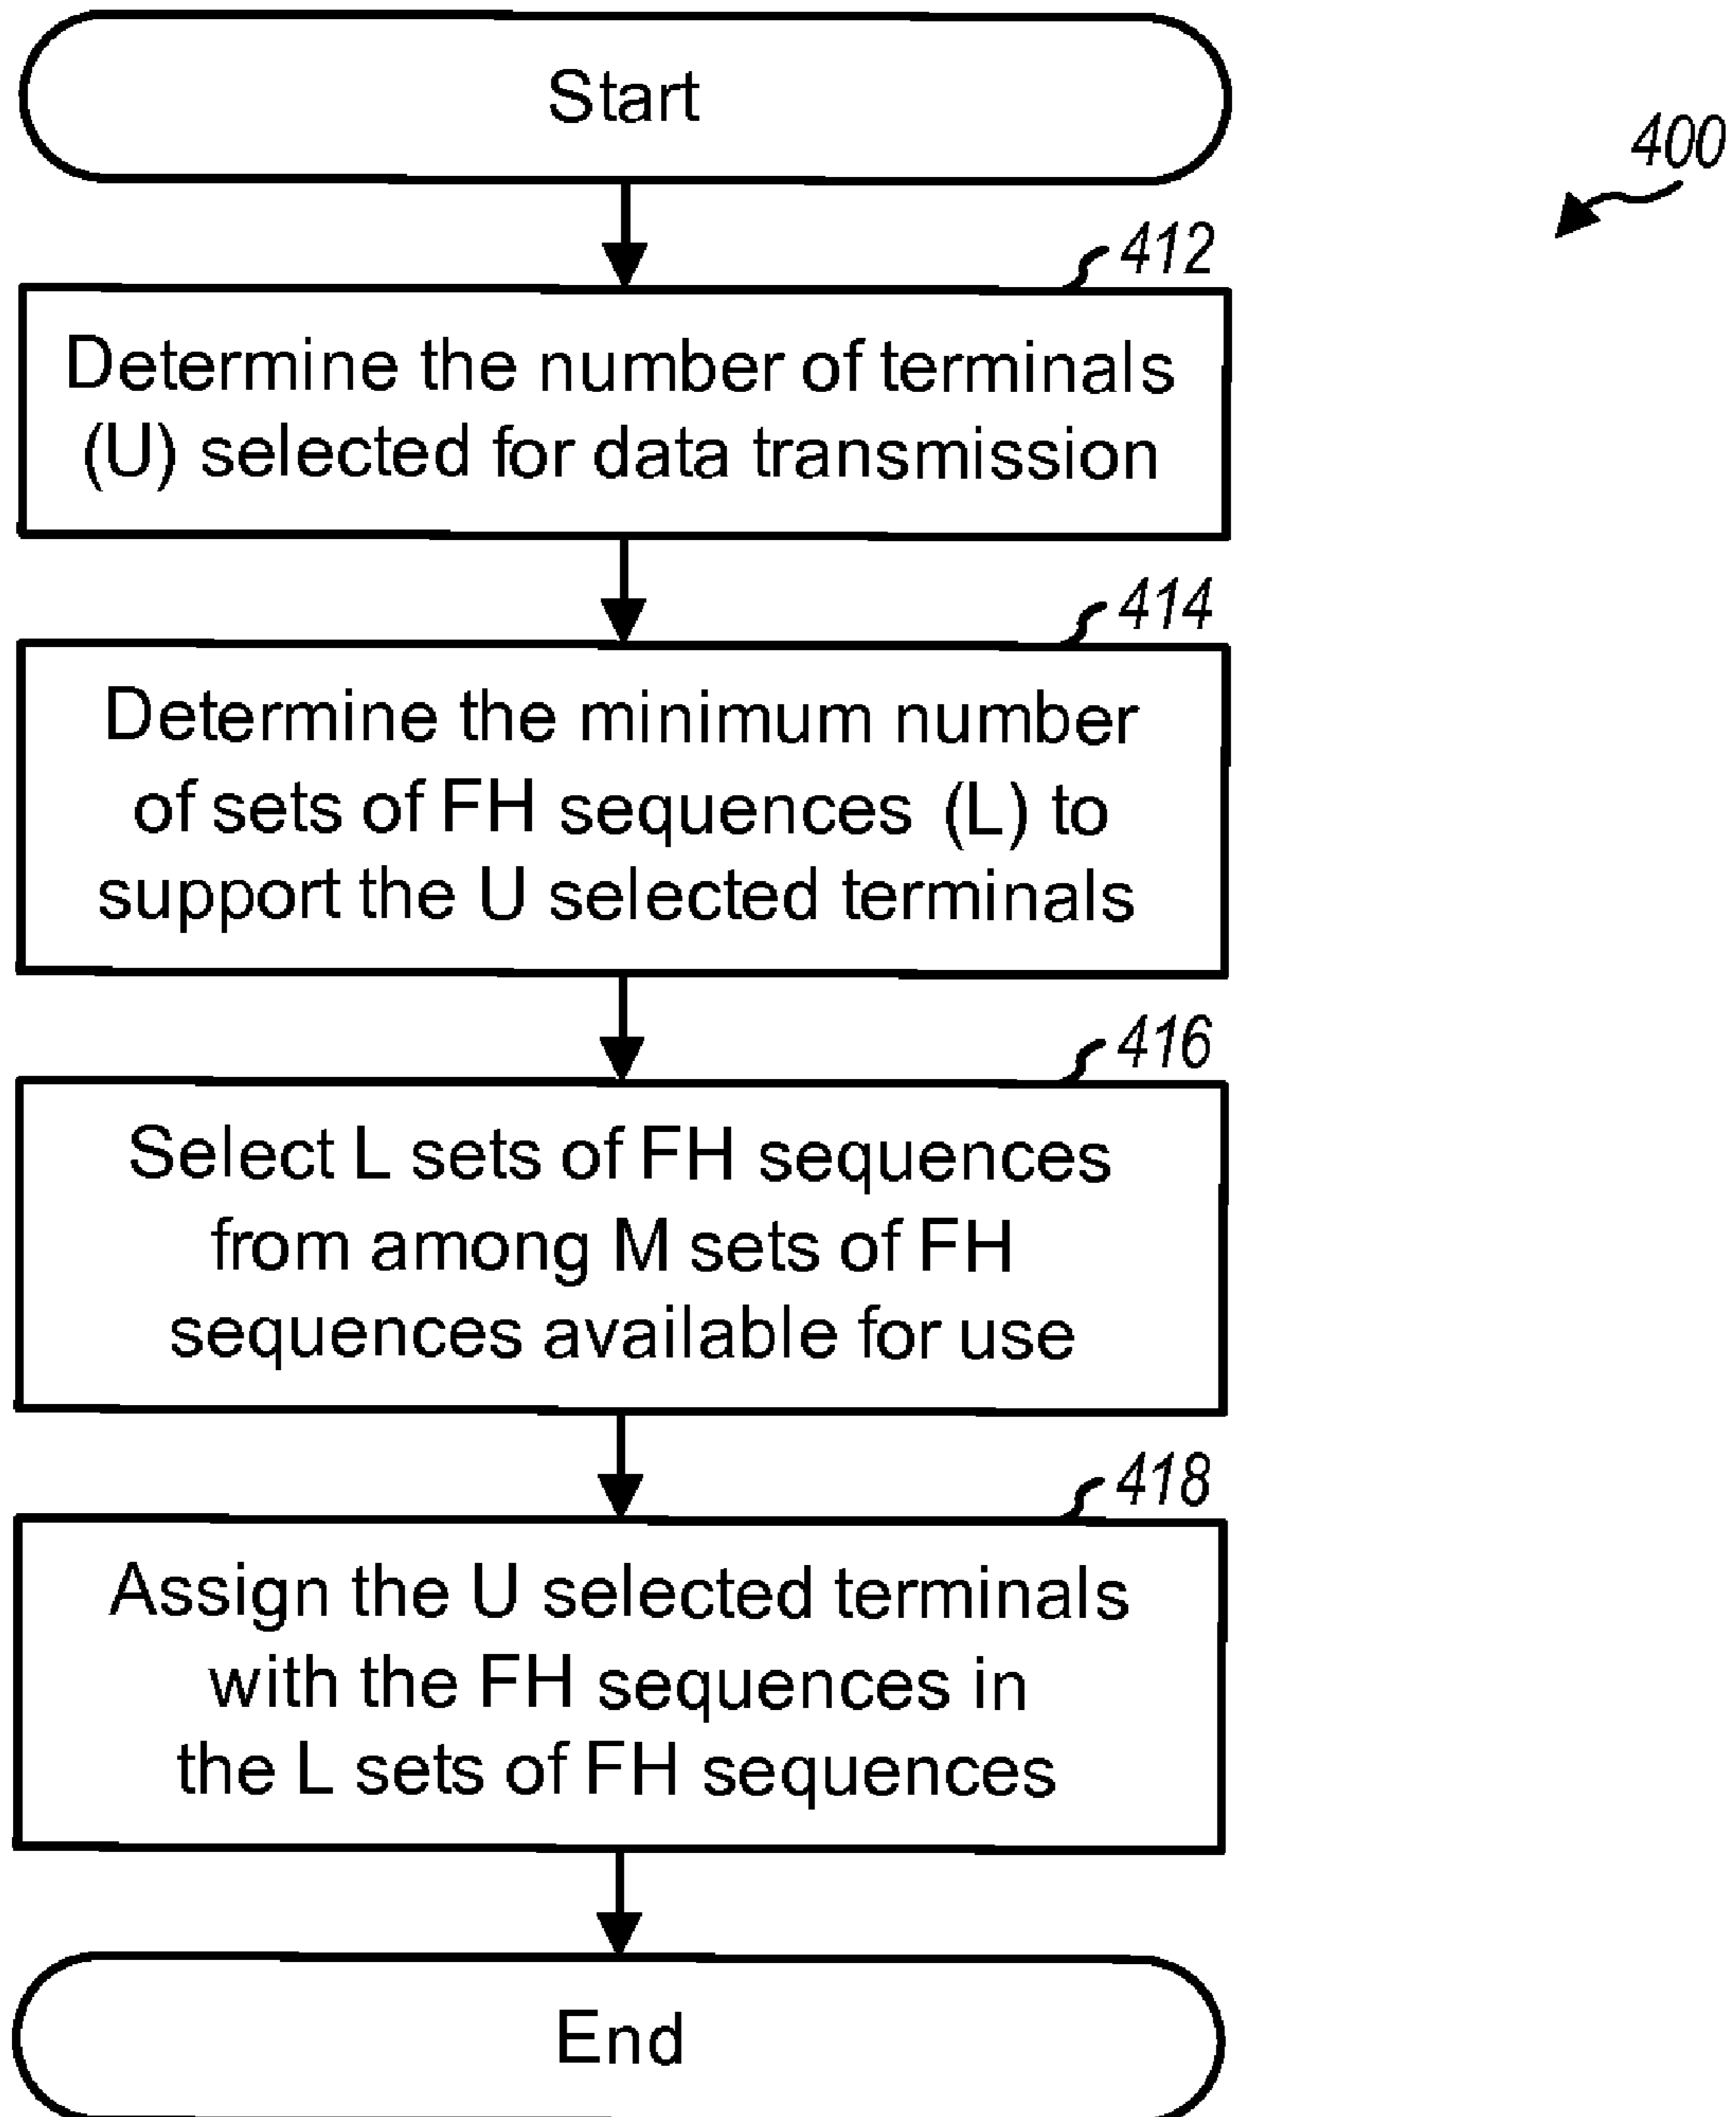 Start
400
412
Determine the number of terminals
(U) selected for data transmission
414
Determine the minimum number
of sets of FH sequences (L) to
support the U selected terminals
416
Select L sets of FH sequences
from among M sets of FH
sequences available for use
418
Assign the U selected terminals
with the FH sequences in
the L sets of FH sequences
End